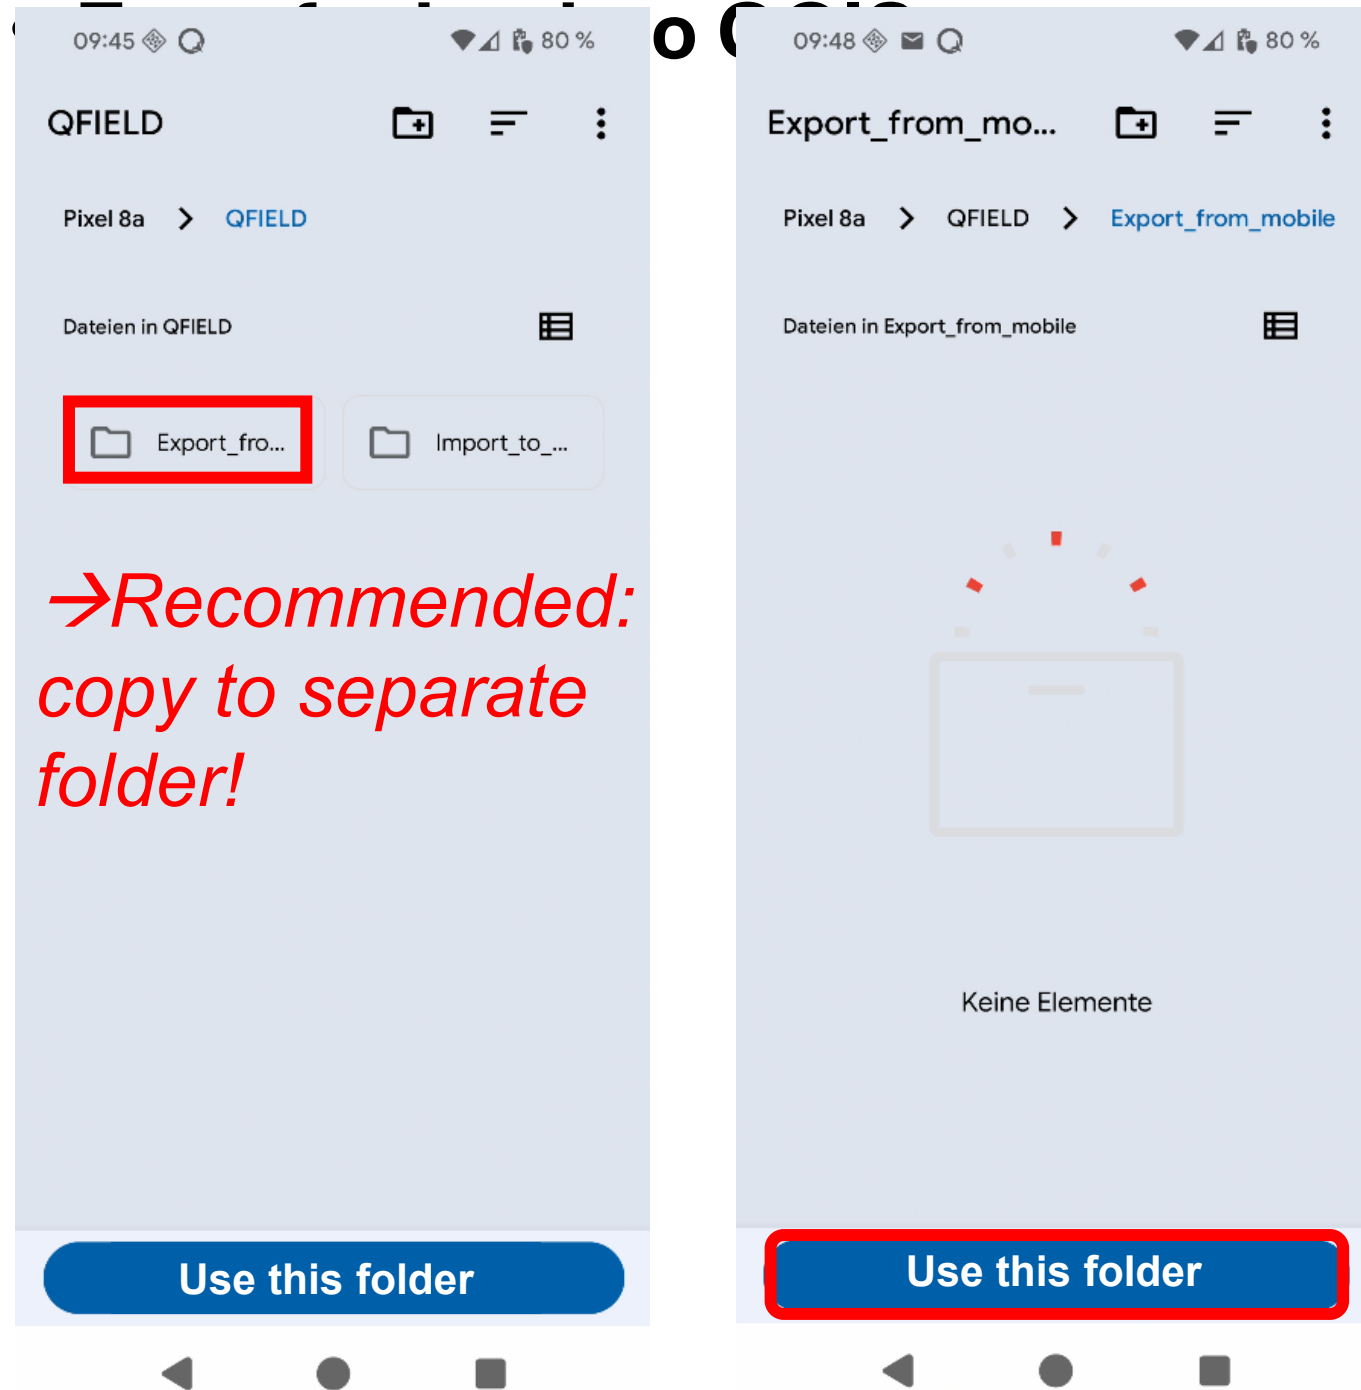 09:45 80 %
QFIELD
Pixel 8a > QFIELD
Dateien in QFIELD
Export_fro... Import_to_...
→Recommended:
copy to separate
folder!
Use this folder
09:48 80 %
Export_from_mo...
Pixel 8a > QFIELD > Export_from_mobile
Dateien in Export_from_mobile
Keine Elemente
Use this folder